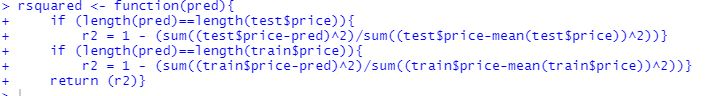 > rsquared <- function(pred){
+     if (length(pred)==length(test$price)){
+         r2 = 1 - (sum((test$price-pred)^2)/sum((test$price-mean(test$price))^2))}
+     if (length(pred)==length(train$price)){
+         r2 = 1 - (sum((train$price-pred)^2)/sum((train$price-mean(train$price))^2))}
+     return (r2)}
>